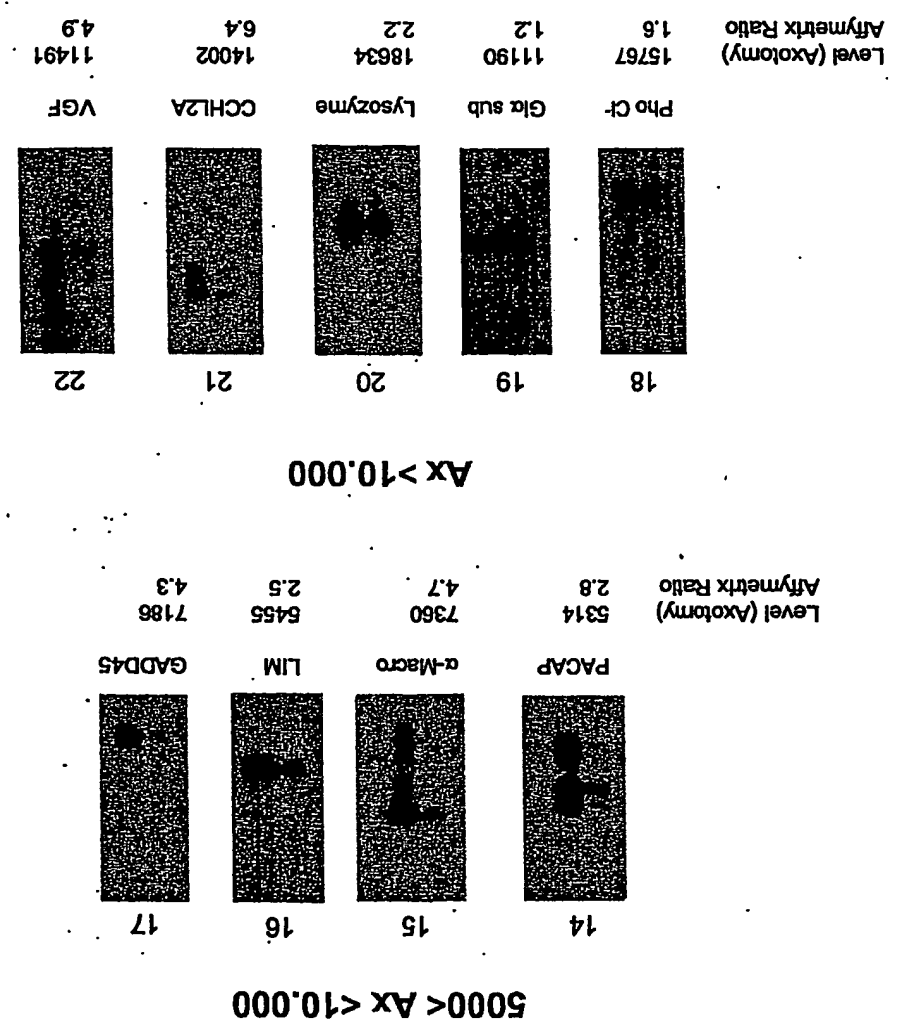 5000< Ax <10.000
14 15 16 17
PACAP α-Macro LIM GADD45
Level (Axotomy) 5314 7360 5455 7186
Affymetrix Ratio 2.8 4.7 2.5 4.3
Ax >10.000
18 19 20 21 22
Pho Cl- Glα sub Lysozyme CCHL2A VGF
Level (Axotomy) 15767 11190 18634 14002 11491
Affymetrix Ratio 1.6 1.2 2.2 6.4 4.9